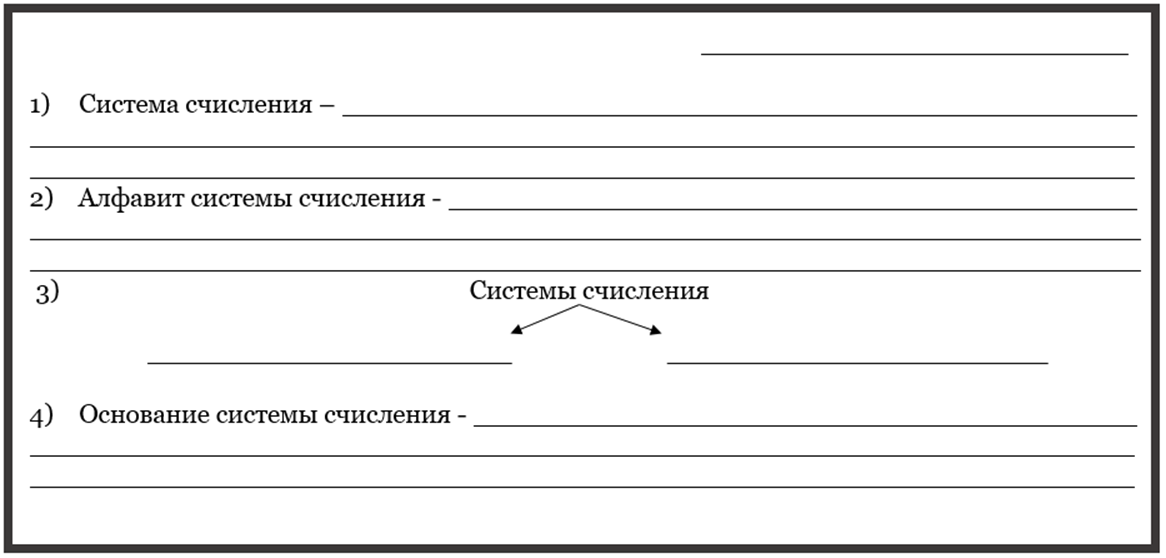 1) Система счисления –
2) Алфавит системы счисления -
3) Системы счисления
4) Основание системы счисления -